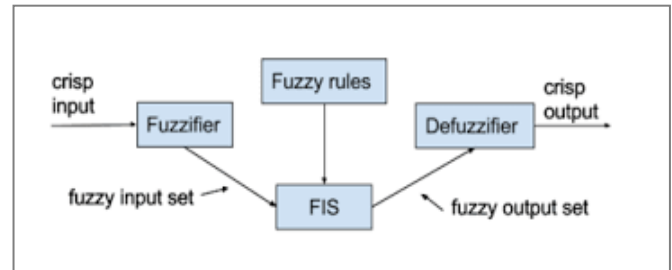 crisp
input
Fuzzy rules
crisp
output
Fuzzifier
Defuzzifier
fuzzy input set
FIS
fuzzy output set